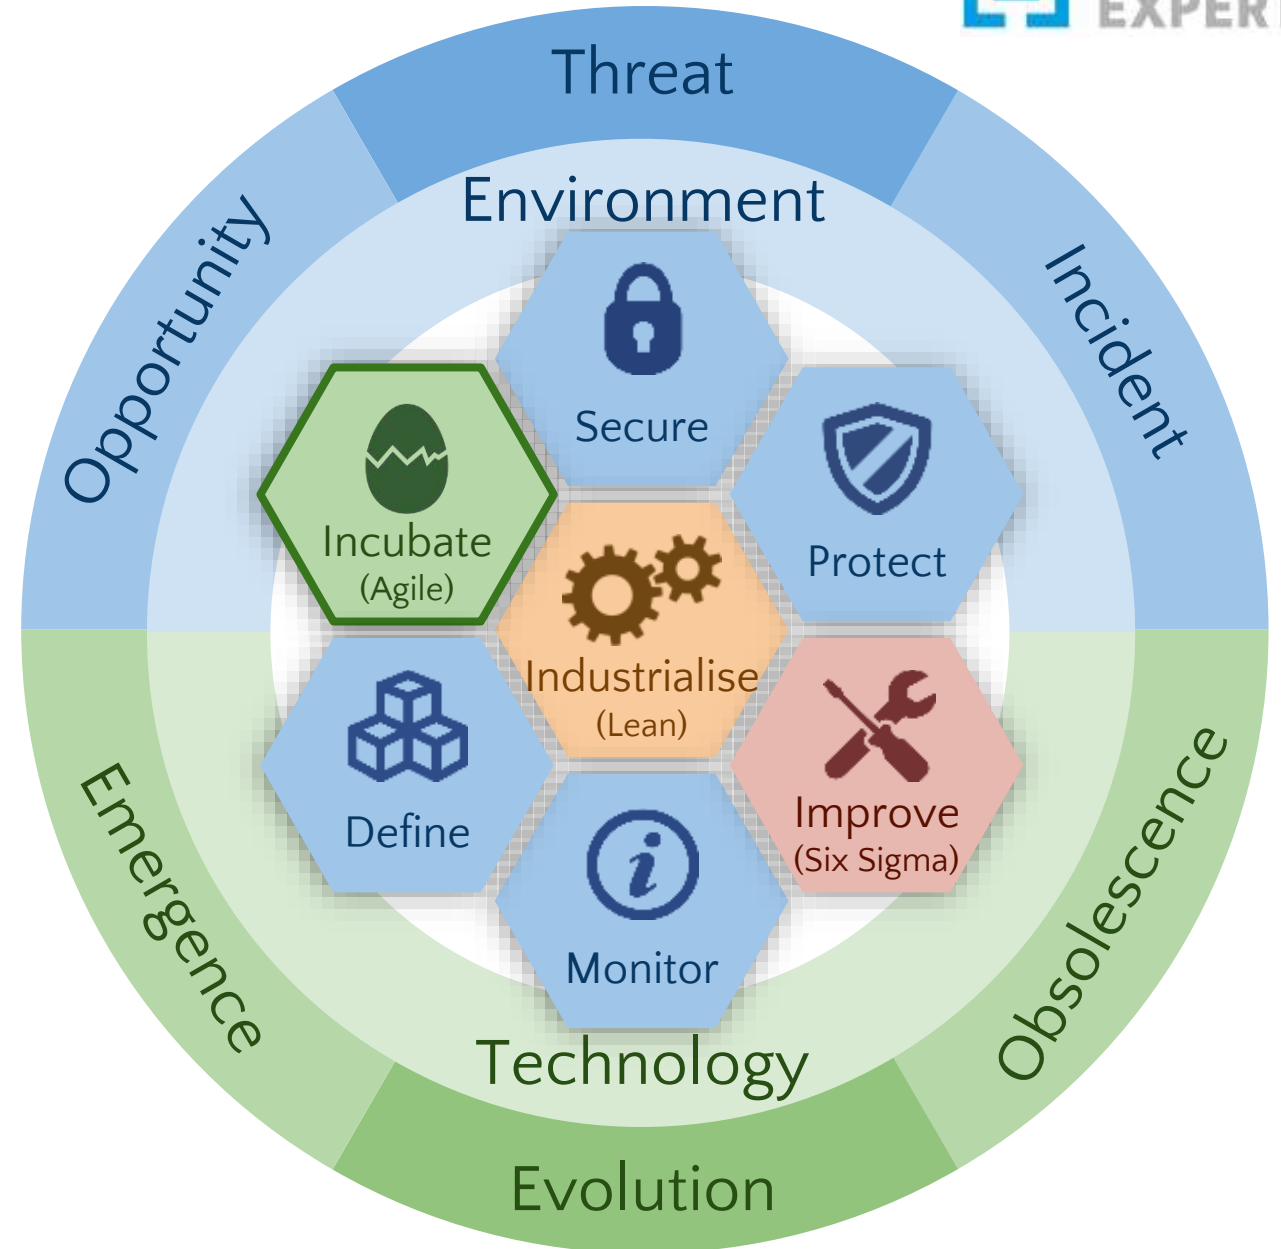 EXPER
Threat
Environment
Opportunity
Incident
Secure
Incubate
(Agile)
Protect
Industrialise
(Lean)
Define
Improve
(Six Sigma)
Monitor
Emergence
Obsolescence
Technology
Evolution